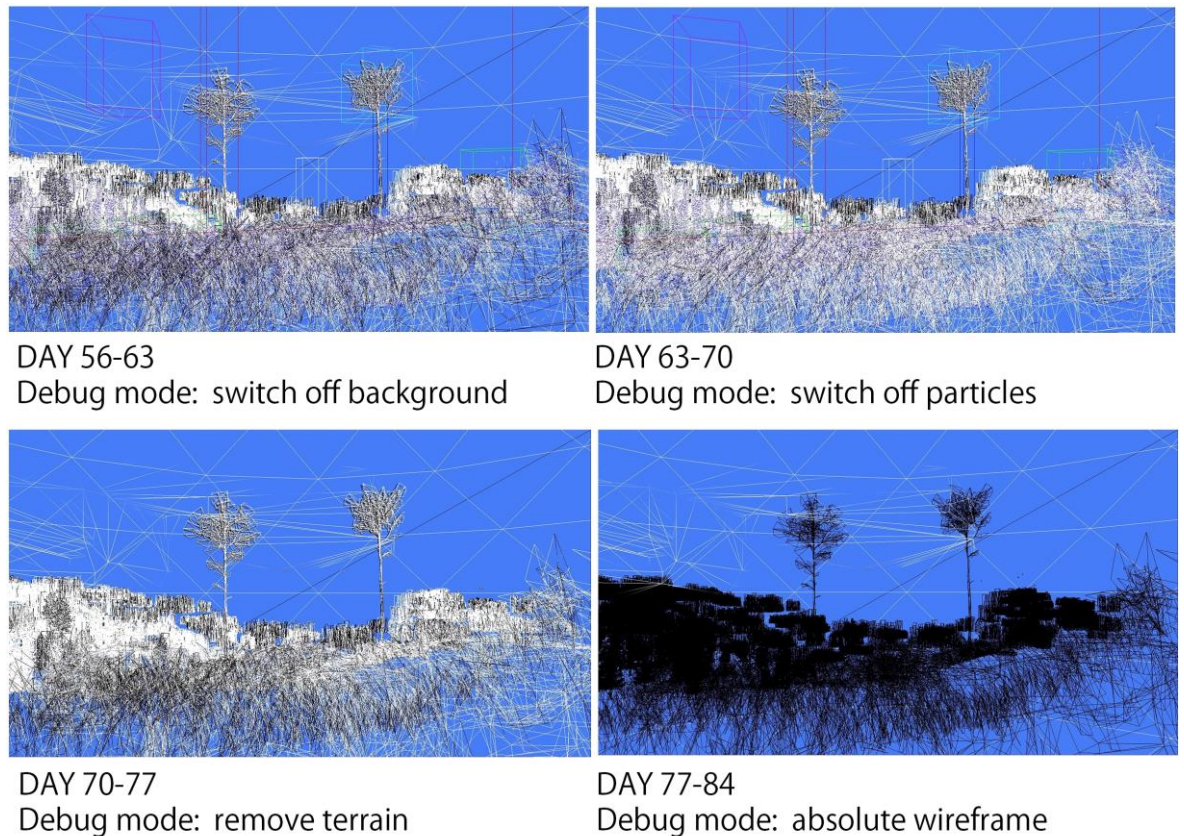 DAY 56-63
Debug mode: switch off background
DAY 63-70
Debug mode: switch off particles
DAY 70-77
Debug mode: remove terrain
DAY 77-84
Debug mode: absolute wireframe